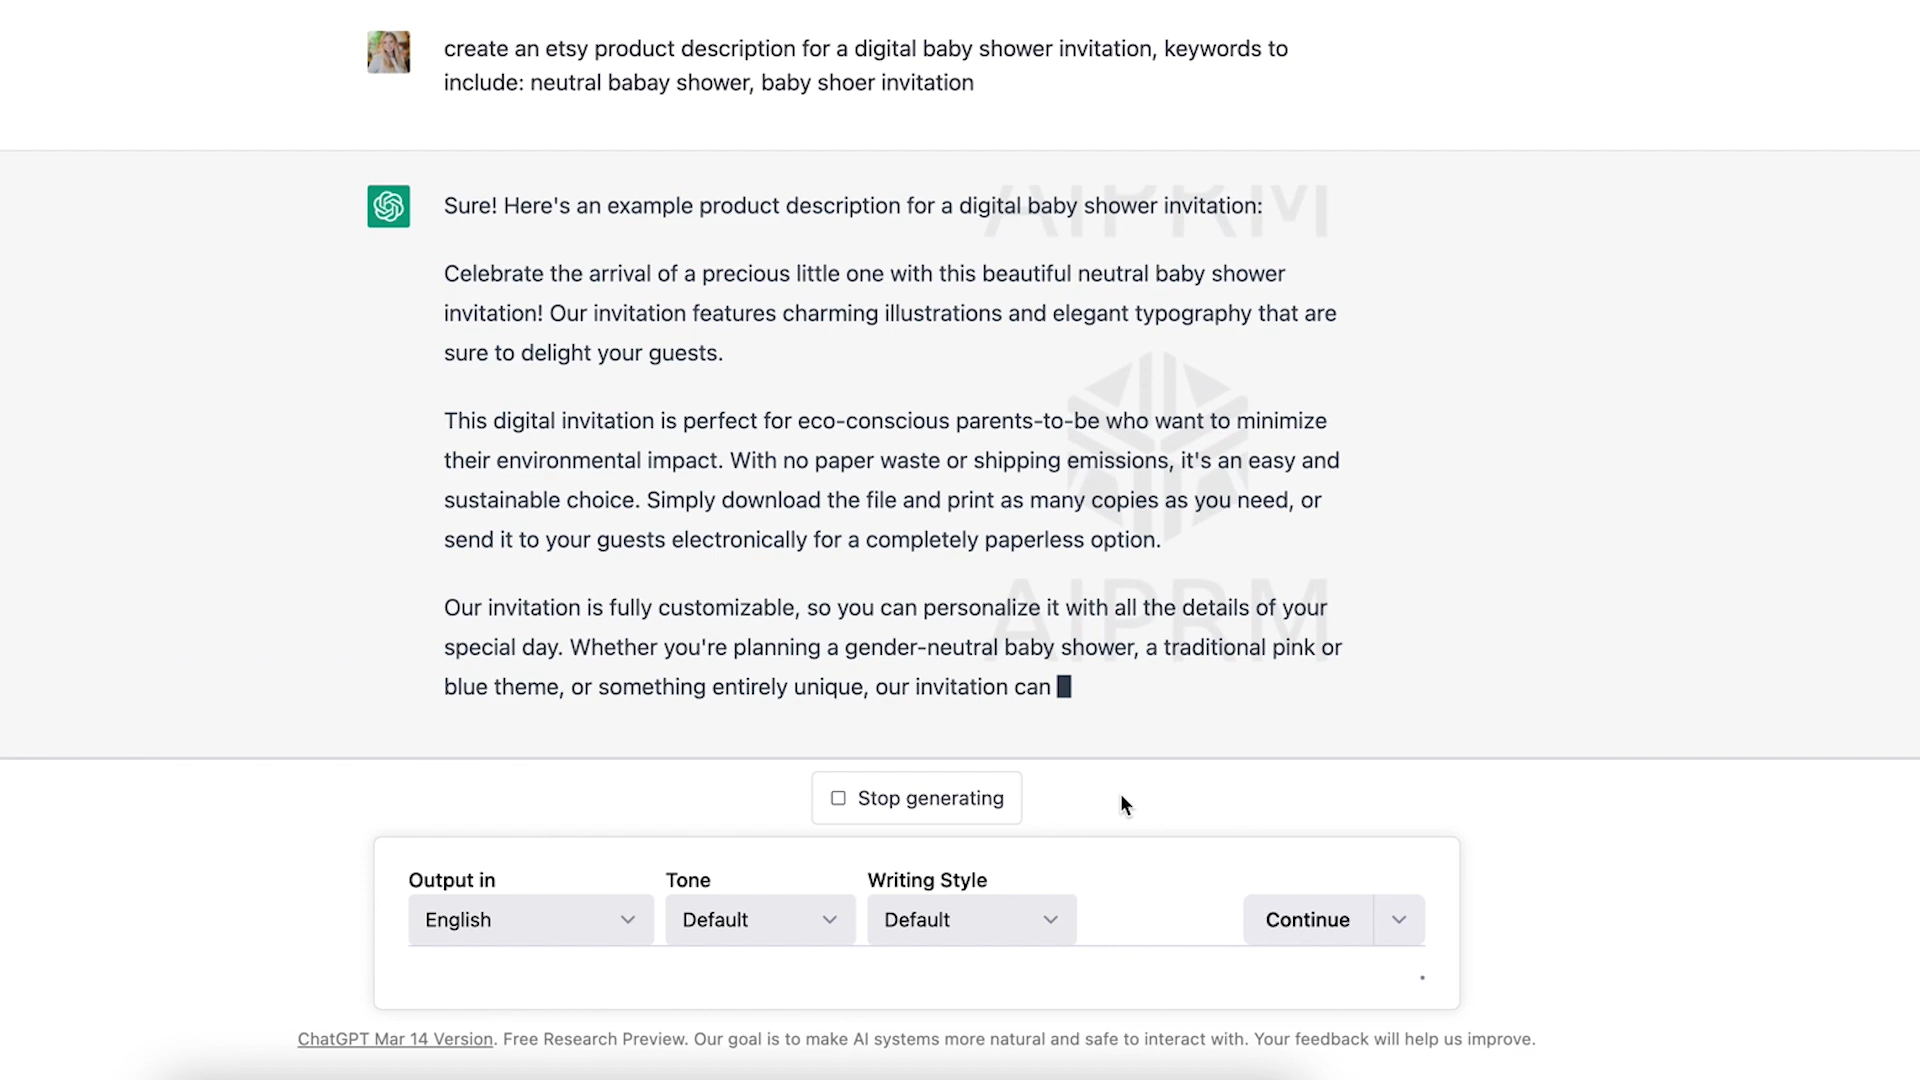 create an etsy product description for a digital baby shower invitation, keywords to
include: neutral babay shower, baby shoer invitation
AIPRM
Sure! Here's an example product description for a digital baby shower invitation:
Celebrate the arrival of a precious little one with this beautiful neutral baby shower
invitation! Our invitation features charming illustrations and elegant typography that are
sure to delight your guests.
This digital invitation is perfect for eco-conscious parents-to-be who want to minimize
their environmental impact. With no paper waste or shipping emissions, it's an easy and
sustainable choice. Simply download the file and print as many copies as you need, or
send it to your guests electronically for a completely paperless option.
AIPRM
Our invitation is fully customizable, so you can personalize it with all the details of your
special day. Whether you're planning a gender-neutral baby shower, a traditional pink or
blue theme, or something entirely unique, our invitation can
Stop generating
Output in Tone Writing Style
English Default Default Continue
ChatGPT Mar 14 Version. Free Research Preview. Our goal is to make AI systems more natural and safe to interact with. Your feedback will help us improve.